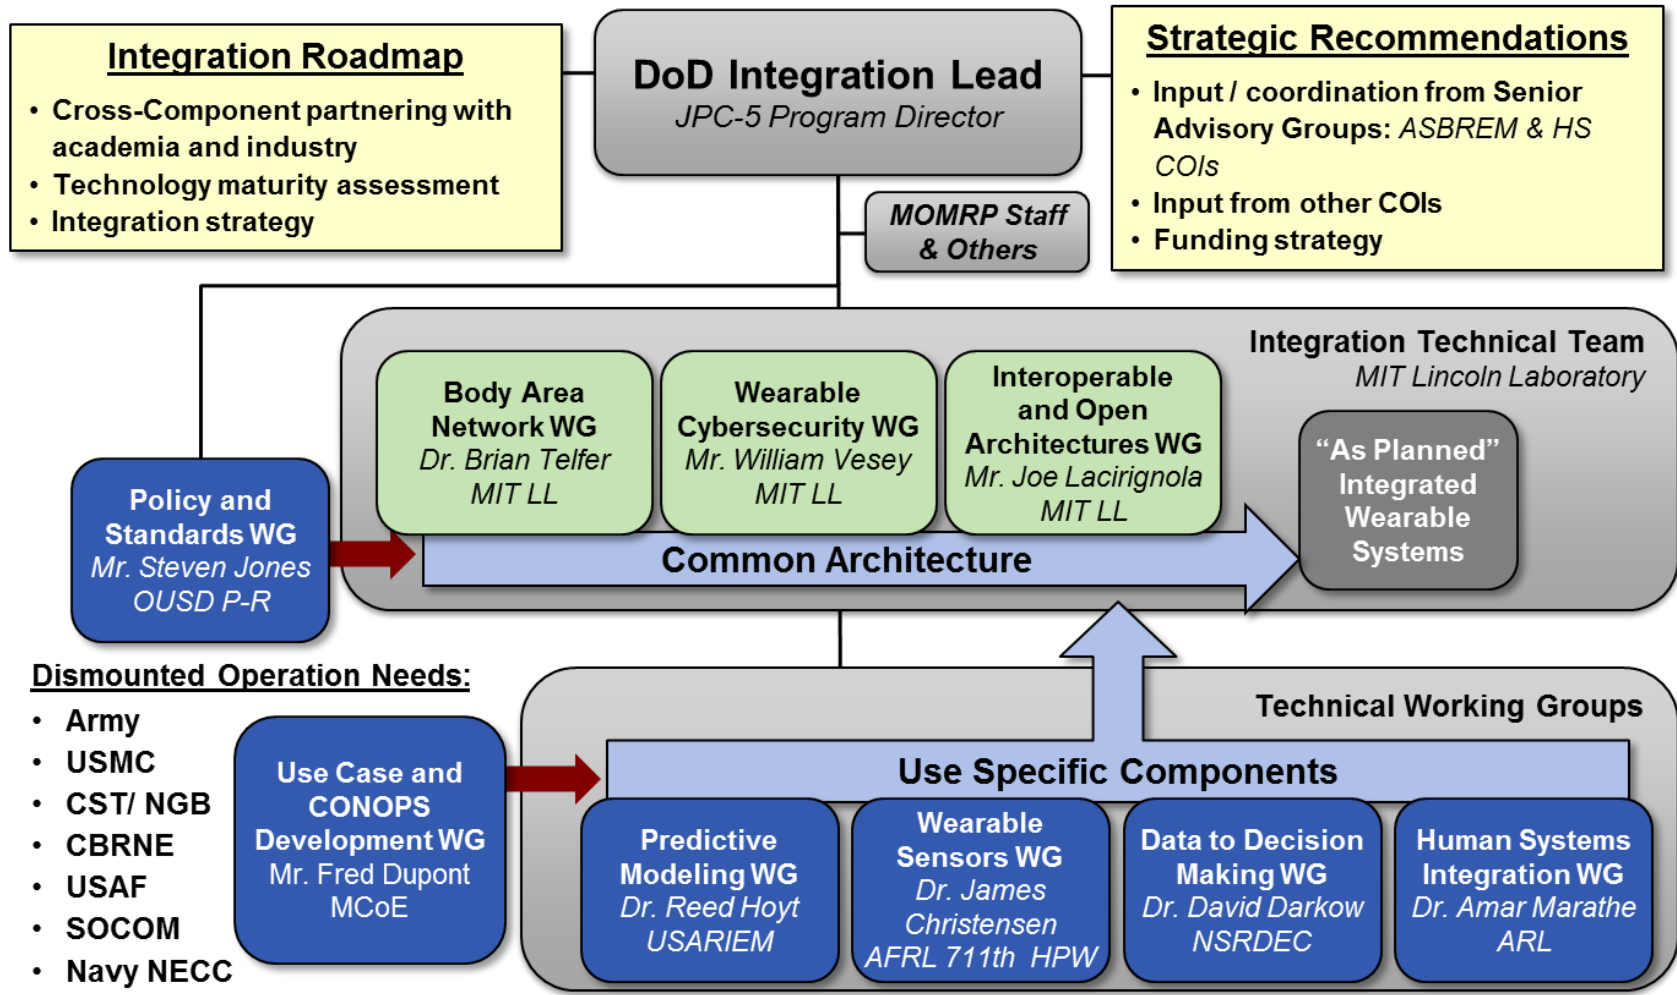 Integration Roadmap
• Cross-Component partnering with
academia and industry
• Technology maturity assessment
• Integration strategy
DoD Integration Lead
JPC-5 Program Director
Strategic Recommendations
• Input / coordination from Senior
Advisory Groups: ASBREM & HS
COIs
• Input from other COIs
• Funding strategy
MOMRP Staff
& Others
Integration Technical Team
MIT Lincoln Laboratory
Body Area
Network WG
Dr. Brian Telfer
MIT LL
Wearable
Cybersecurity WG
Mr. William Vesey
MIT LL
Interoperable
and Open
Architectures WG
Mr. Joe Lacirignola
MIT LL
“As Planned”
Integrated
Wearable
Systems
Policy and
Standards WG
Mr. Steven Jones
OUSD P-R
Common Architecture
Dismounted Operation Needs:
• Army
• USMC
• CST/ NGB
• CBRNE
• USAF
• SOCOM
• Navy NECC
Use Case and
CONOPS
Development WG
Mr. Fred Dupont
MCoE
Technical Working Groups
Use Specific Components
Predictive
Modeling WG
Dr. Reed Hoyt
USARIEM
Wearable
Sensors WG
Dr. James
Christensen
AFRL 711th HPW
Data to Decision
Making WG
Dr. David Darkow
NSRDEC
Human Systems
Integration WG
Dr. Amar Marathe
ARL